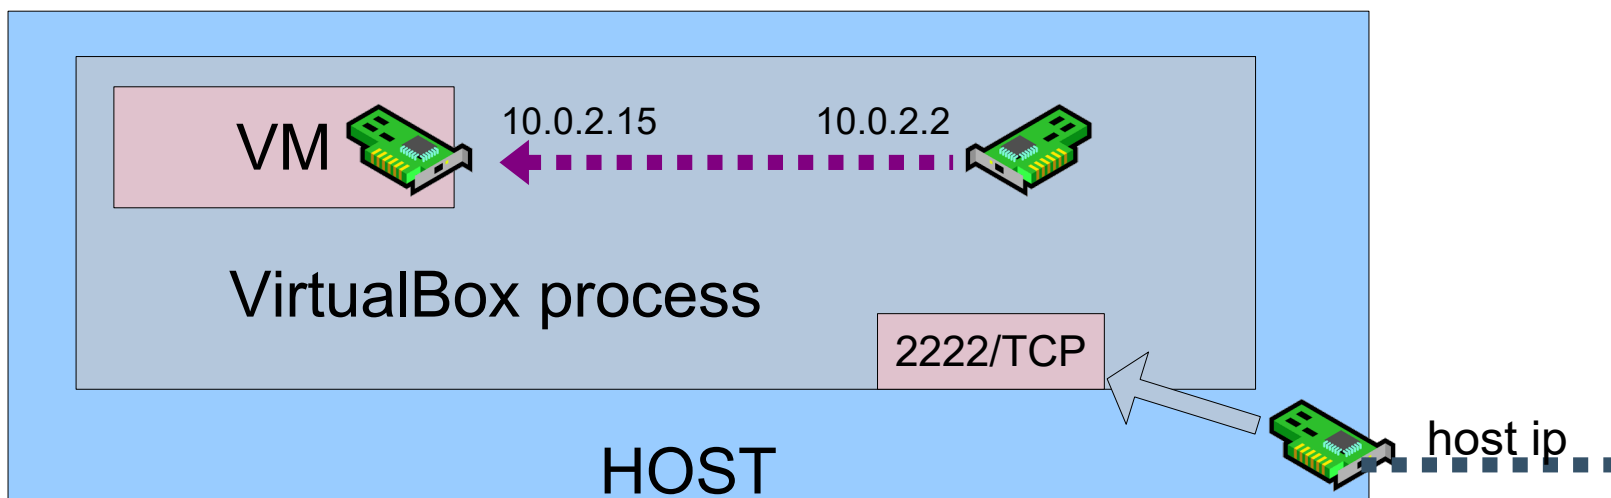 VM
10.0.2.15
10.0.2.2
VirtualBox process
2222/TCP
host ip
HOST